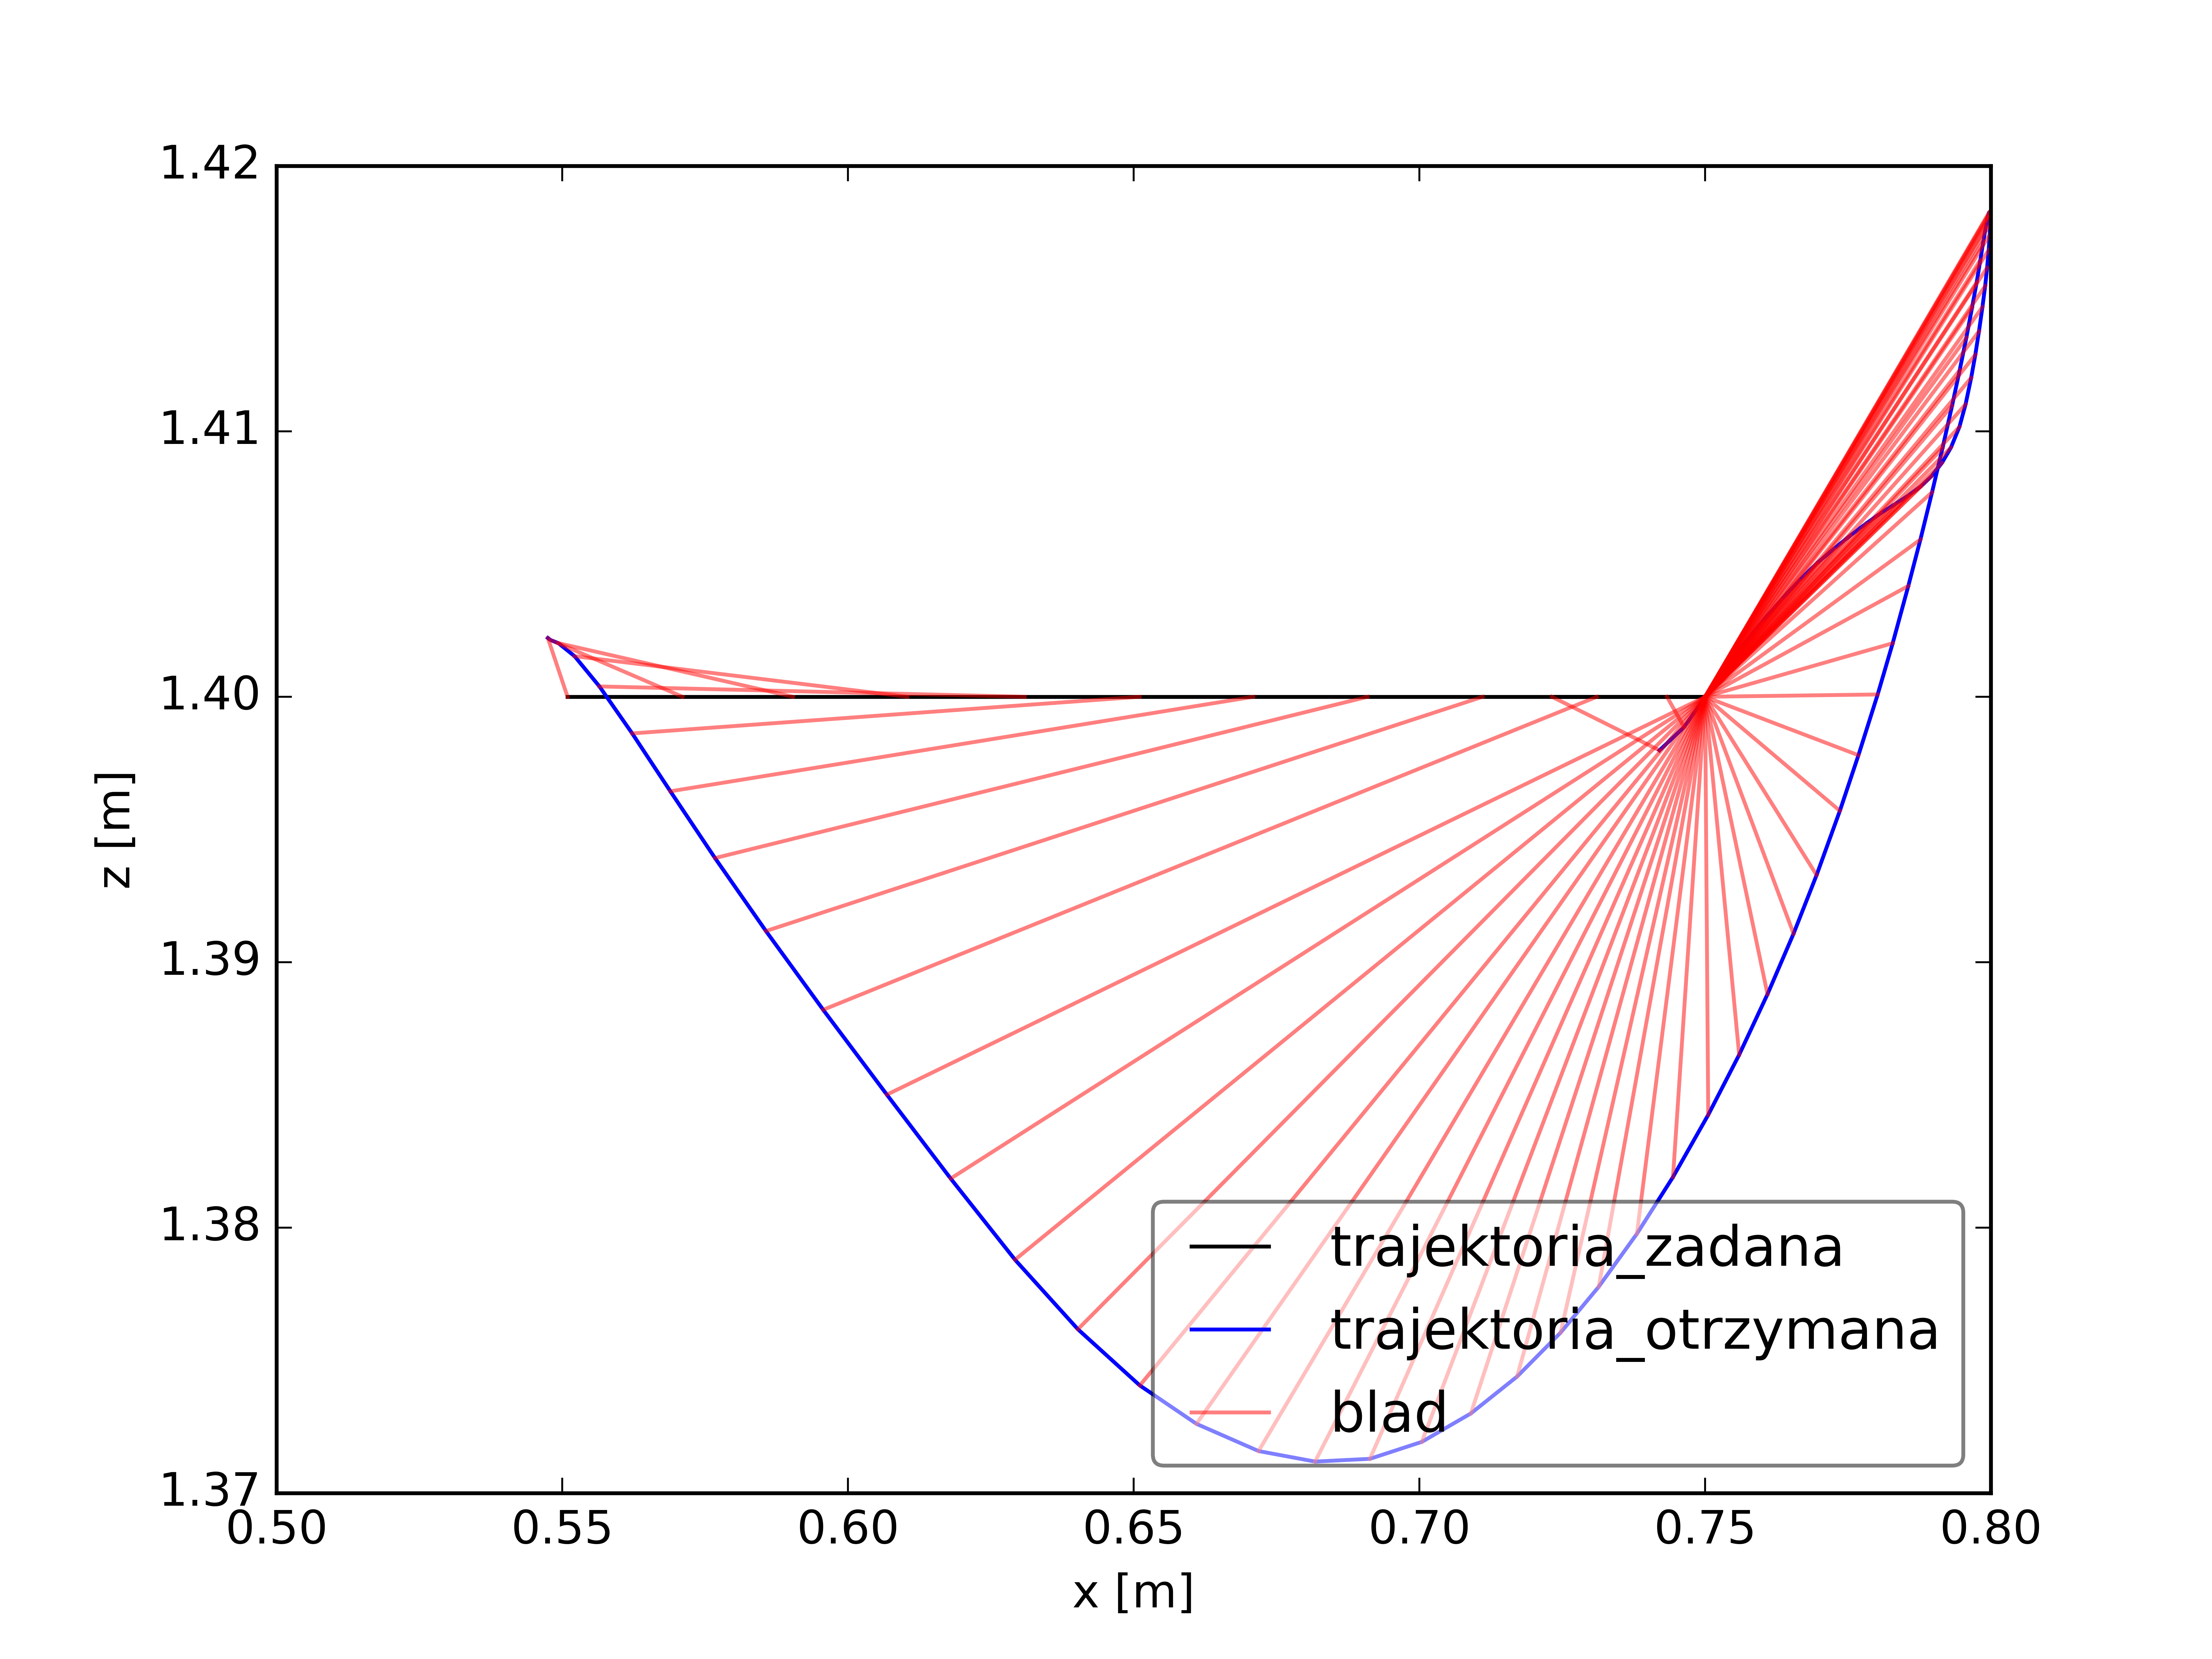 1.42
1.41
1.40
1.39
1.38
1.37
0.50 0.55 0.60 0.65 0.70 0.75 0.80
x [m]
z [m]
trajektoria_zadana
trajektoria_otrzymana
blad